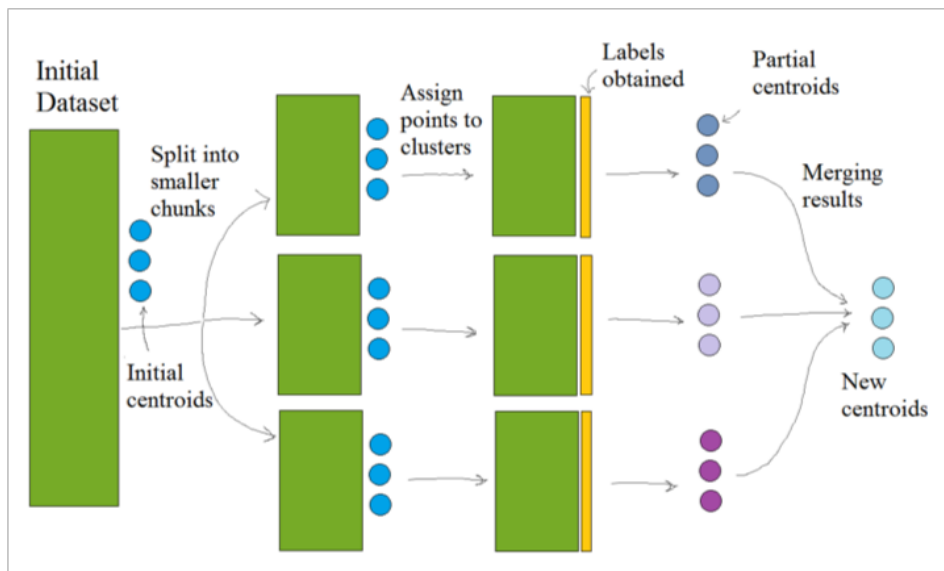 Initial
Dataset
Split into
smaller
chunks
Initial
centroids
Assign
points to
clusters
Labels
obtained
Partial
centroids
Merging
results
New
centroids